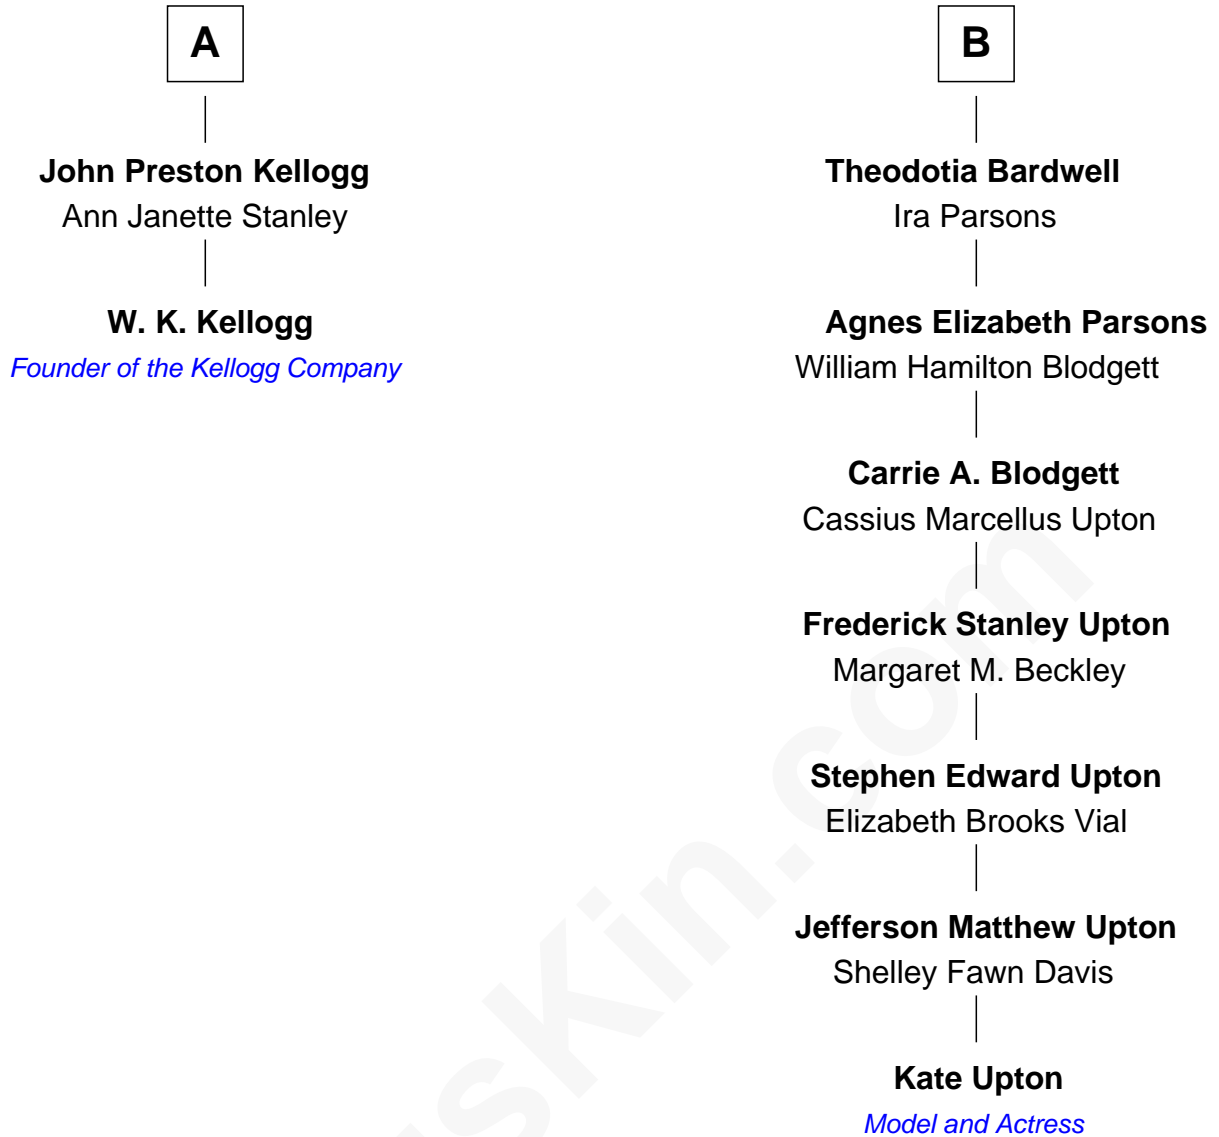 A
John Preston Kellogg
Ann Janette Stanley
W. K. Kellogg
Founder of the Kellogg Company
B
Theodotia Bardwell
Ira Parsons
Agnes Elizabeth Parsons
William Hamilton Blodgett
Carrie A. Blodgett
Cassius Marcellus Upton
Frederick Stanley Upton
Margaret M. Beckley
Stephen Edward Upton
Elizabeth Brooks Vial
Jefferson Matthew Upton
Shelley Fawn Davis
Kate Upton
Model and Actress